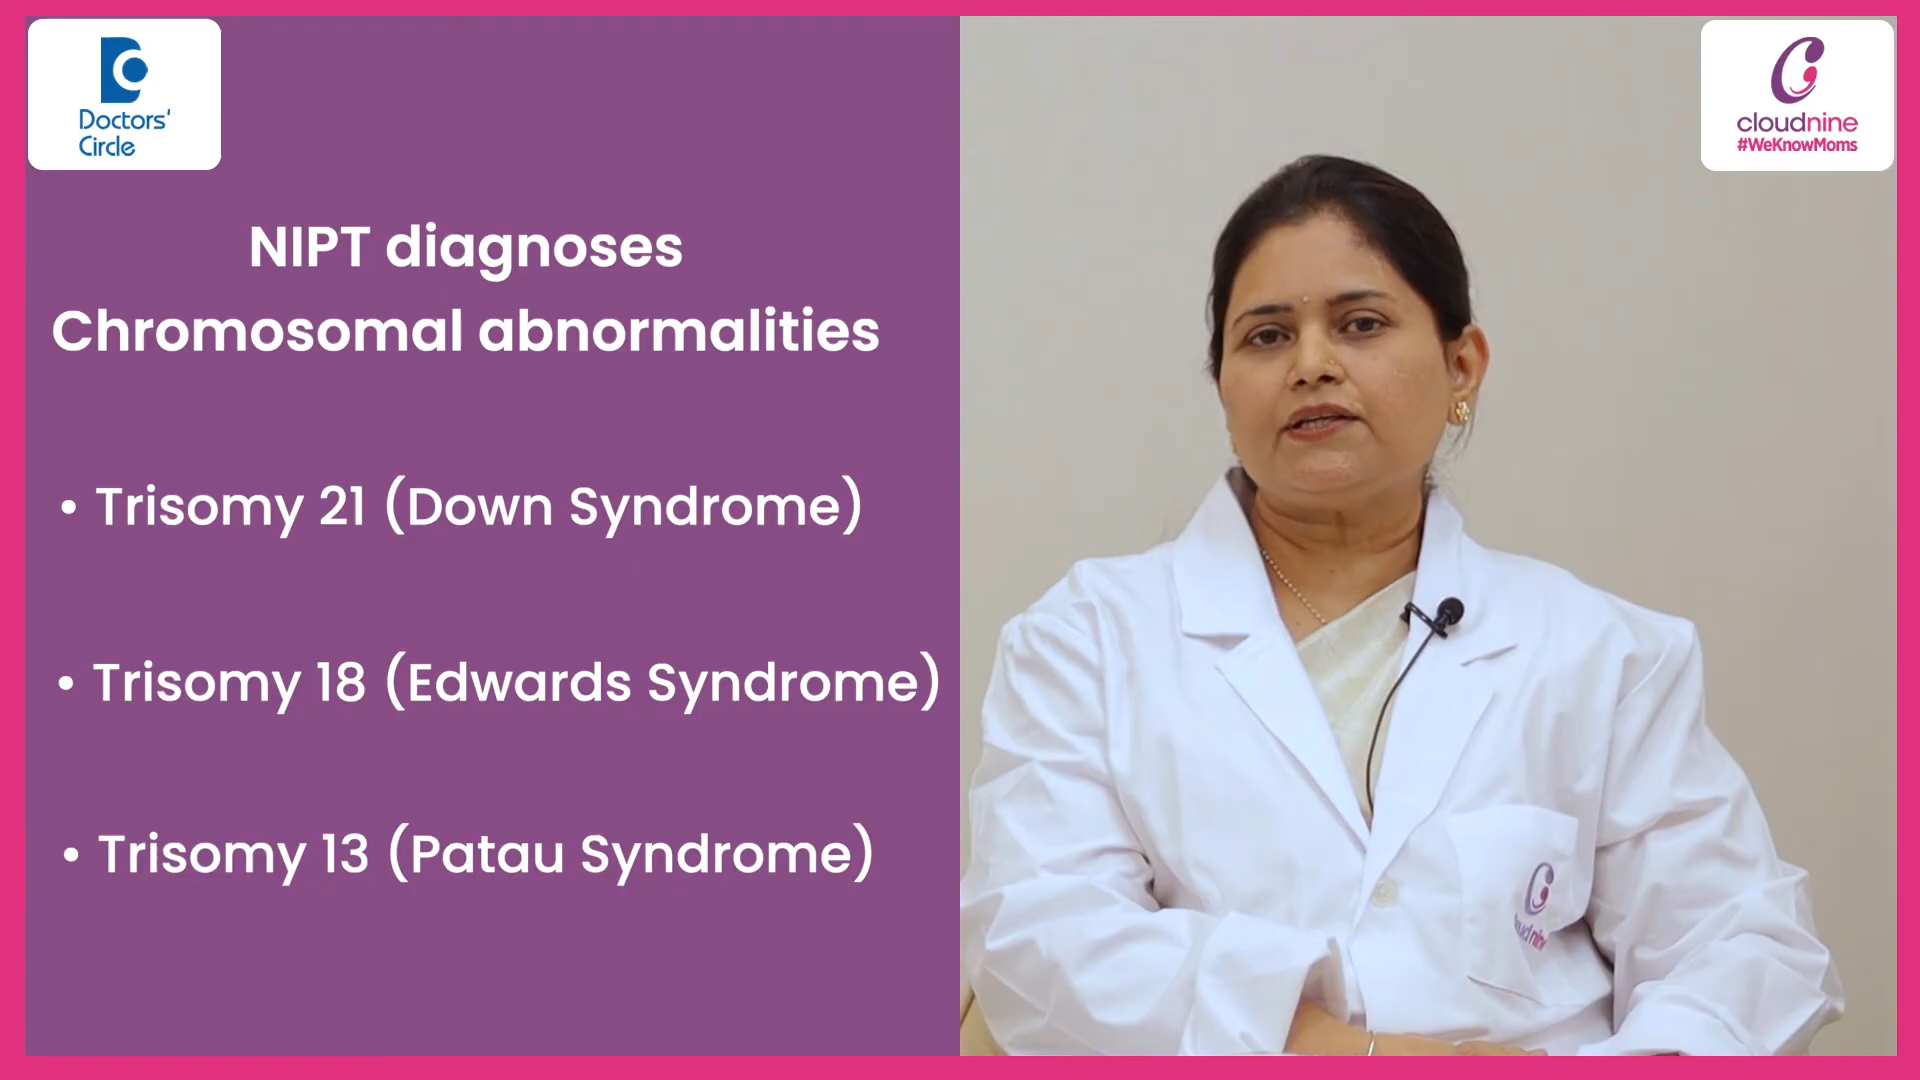 Doctors'
Circle
cloudnine
#WeKnowMoms
NIPT diagnoses
Chromosomal abnormalities
• Trisomy 21 (Down Syndrome)
• Trisomy 18 (Edwards Syndrome)
• Trisomy 13 (Patau Syndrome)